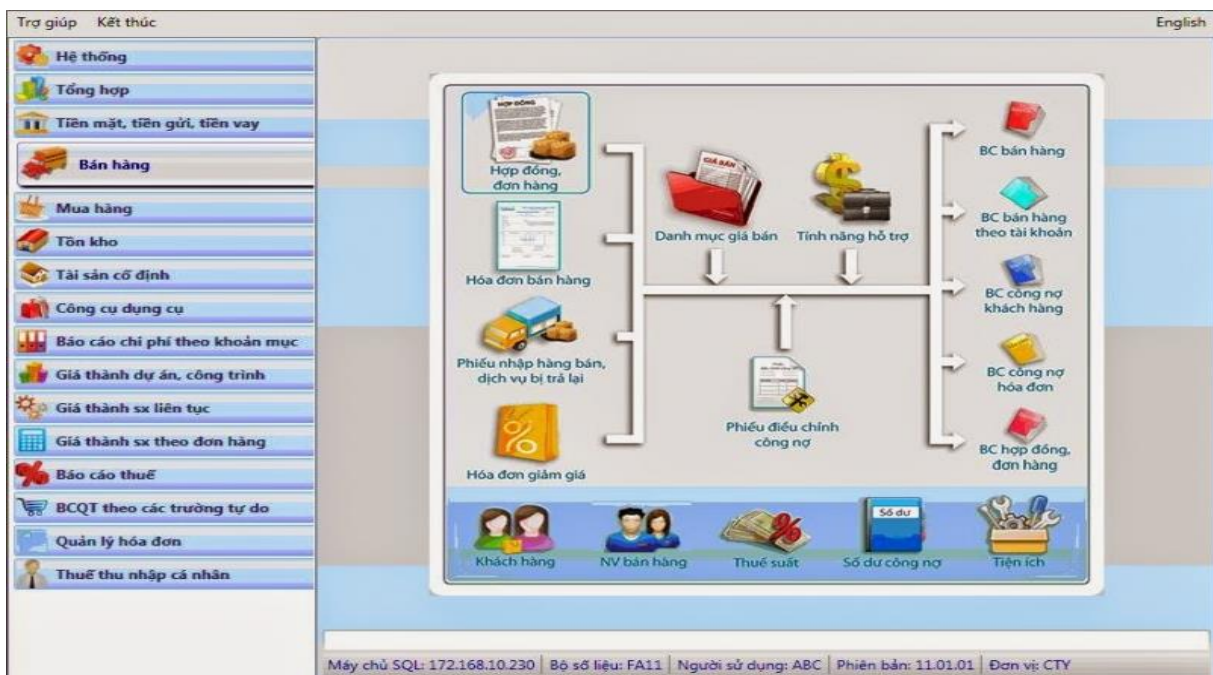 Trợ giúp Kết thúc English
Hệ thống
Tổng hợp
Tiền mặt, tiền gửi, tiền vay
Bán hàng
Mua hàng
Tồn kho
Tài sản cố định
Công cụ dụng cụ
Báo cáo chi phí theo khoản mục
Giá thành dự án, công trình
Giá thành sx liên tục
Giá thành sx theo đơn hàng
Báo cáo thuế
BCQT theo các trường tự do
Quản lý hóa đơn
Thuế thu nhập cá nhân
HỢP ĐỒNG
Hợp đồng,
đơn hàng
Hóa đơn bán hàng
Phiếu nhập hàng bán,
dịch vụ bị trả lại
Hóa đơn giảm giá
GIÁ BÁN
Danh mục giá bán
Tính năng hỗ trợ
Phiếu điều chỉnh
công nợ
BC bán hàng
BC bán hàng
theo tài khoản
BC công nợ
khách hàng
BC công nợ
hóa đơn
BC hợp đồng,
đơn hàng
Số dư
Khách hàng
NV bán hàng
Thuế suất
Số dư công nợ
Tiện ích
Máy chủ SQL: 172.168.10.230 Bộ số liệu: FA11 Người sử dụng: ABC Phiên bản: 11.01.01 Đơn vị: CTY